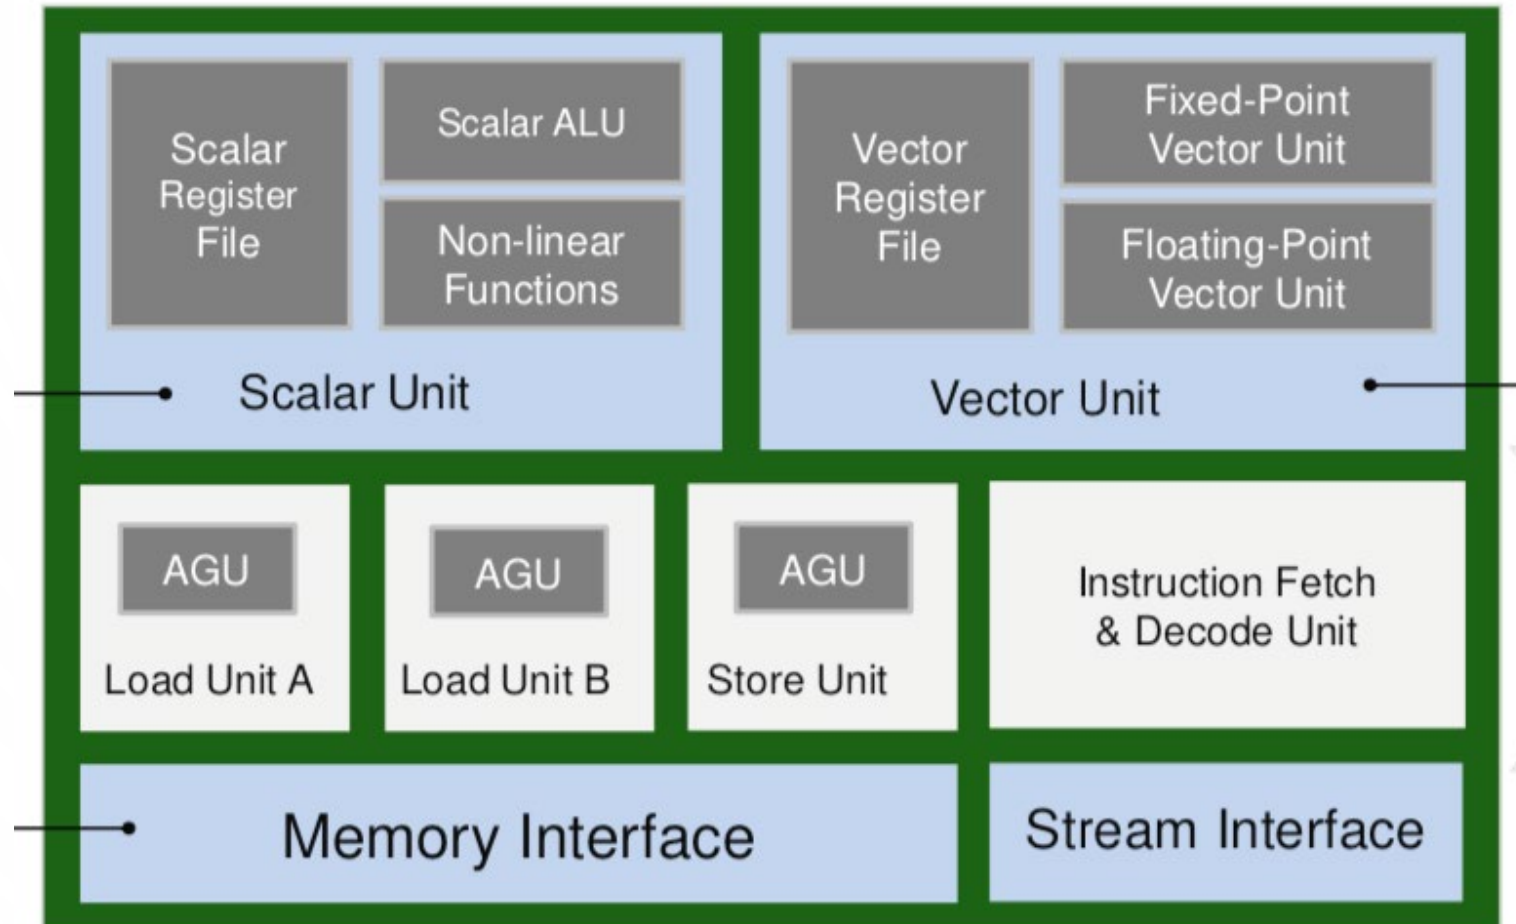 Scalar
Register
File
Scalar ALU
Non-linear
Functions
Scalar Unit
Vector
Register
File
Fixed-Point
Vector Unit
Floating-Point
Vector Unit
Vector Unit
AGU
Load Unit A
AGU
Load Unit B
AGU
Store Unit
Instruction Fetch
& Decode Unit
Memory Interface
Stream Interface